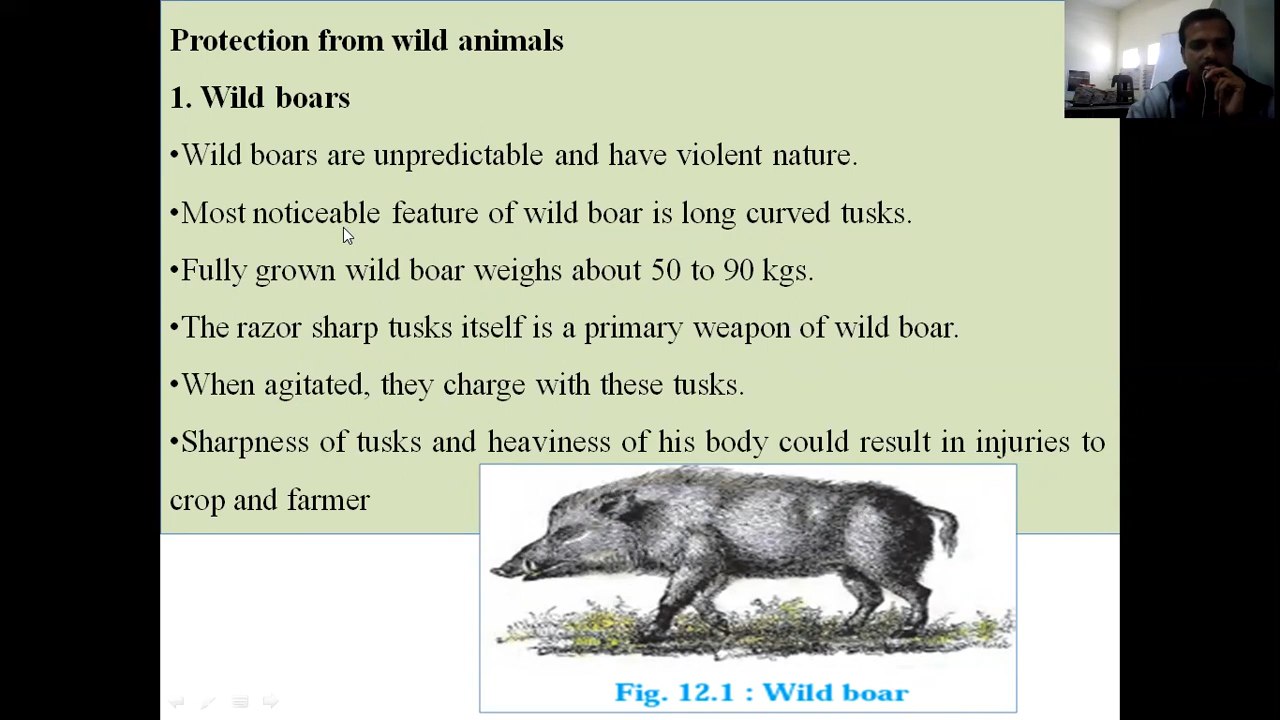 Protection from wild animals
1. Wild boars
•Wild boars are unpredictable and have violent nature.
•Most noticeable feature of wild boar is long curved tusks.
•Fully grown wild boar weighs about 50 to 90 kgs.
•The razor sharp tusks itself is a primary weapon of wild boar.
•When agitated, they charge with these tusks.
•Sharpness of tusks and heaviness of his body could result in injuries to
crop and farmer
Fig. 12.1 : Wild boar